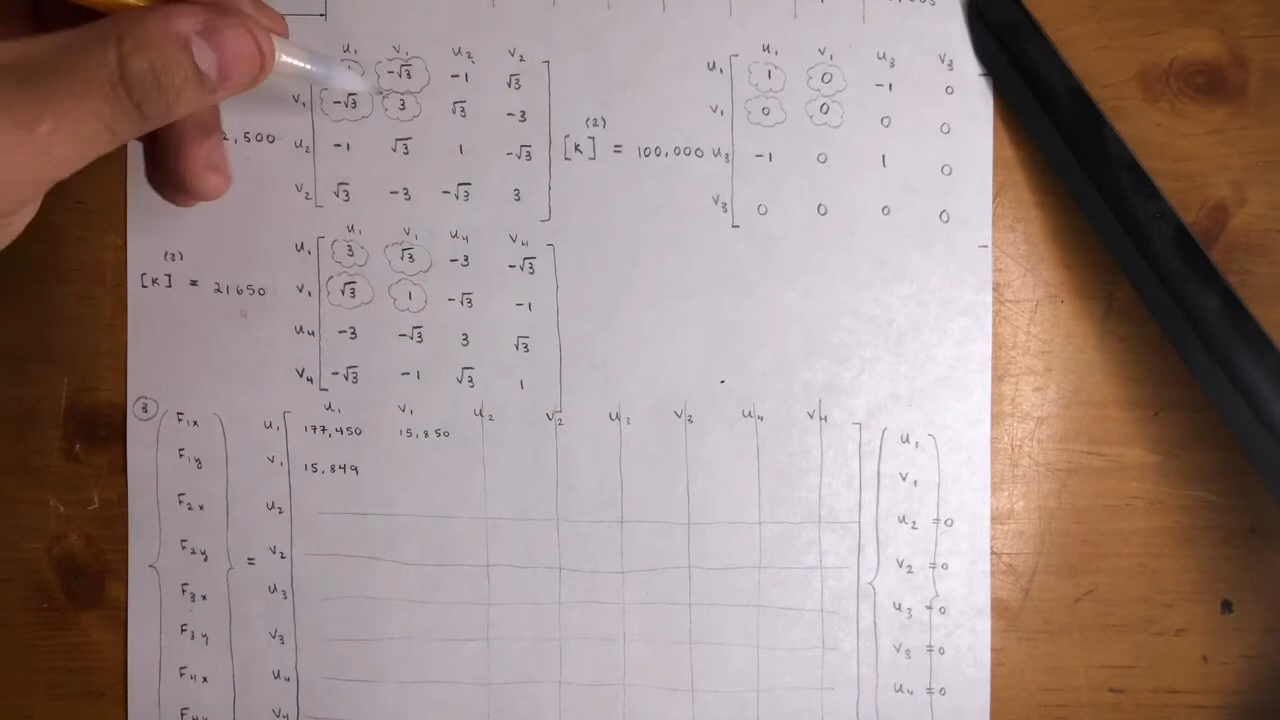 u₁ v₁ u₂ v₂
-√3 -1 √3
v₁ -√3 3 √3 -3
2,500
u₂ -1 √3 1 -√3
v₂ √3 -3 -√3 3
u₁ v₁ u₃ v₃
u₁ 1 0 -1 0
v₁ 0 0 0 0
[K]⁽²⁾ = 100,000 u₃ -1 0 1 0
v₃ 0 0 0 0
u₁ v₁ u₄ v₄
u₁ 3 √3 -3 -√3
[K]⁽³⁾ = 21650 v₁ √3 1 -√3 -1
u₄ -3 -√3 3 √3
v₄ -√3 -1 √3 1
3
u₁ v₁ u₂ v₂ u₃ v₃ u₄ v₄
F₁ₓ u₁ 177,450 15,850 u₁
F₁y v₁ 15,849 v₁
F₂ₓ u₂ u₂ =0
F₂y = v₂ v₂ =0
F₃ₓ u₃ u₃ =0
F₃y v₃ v₃ =0
F₄ₓ u₄ u₄ =0
F₄y v₄